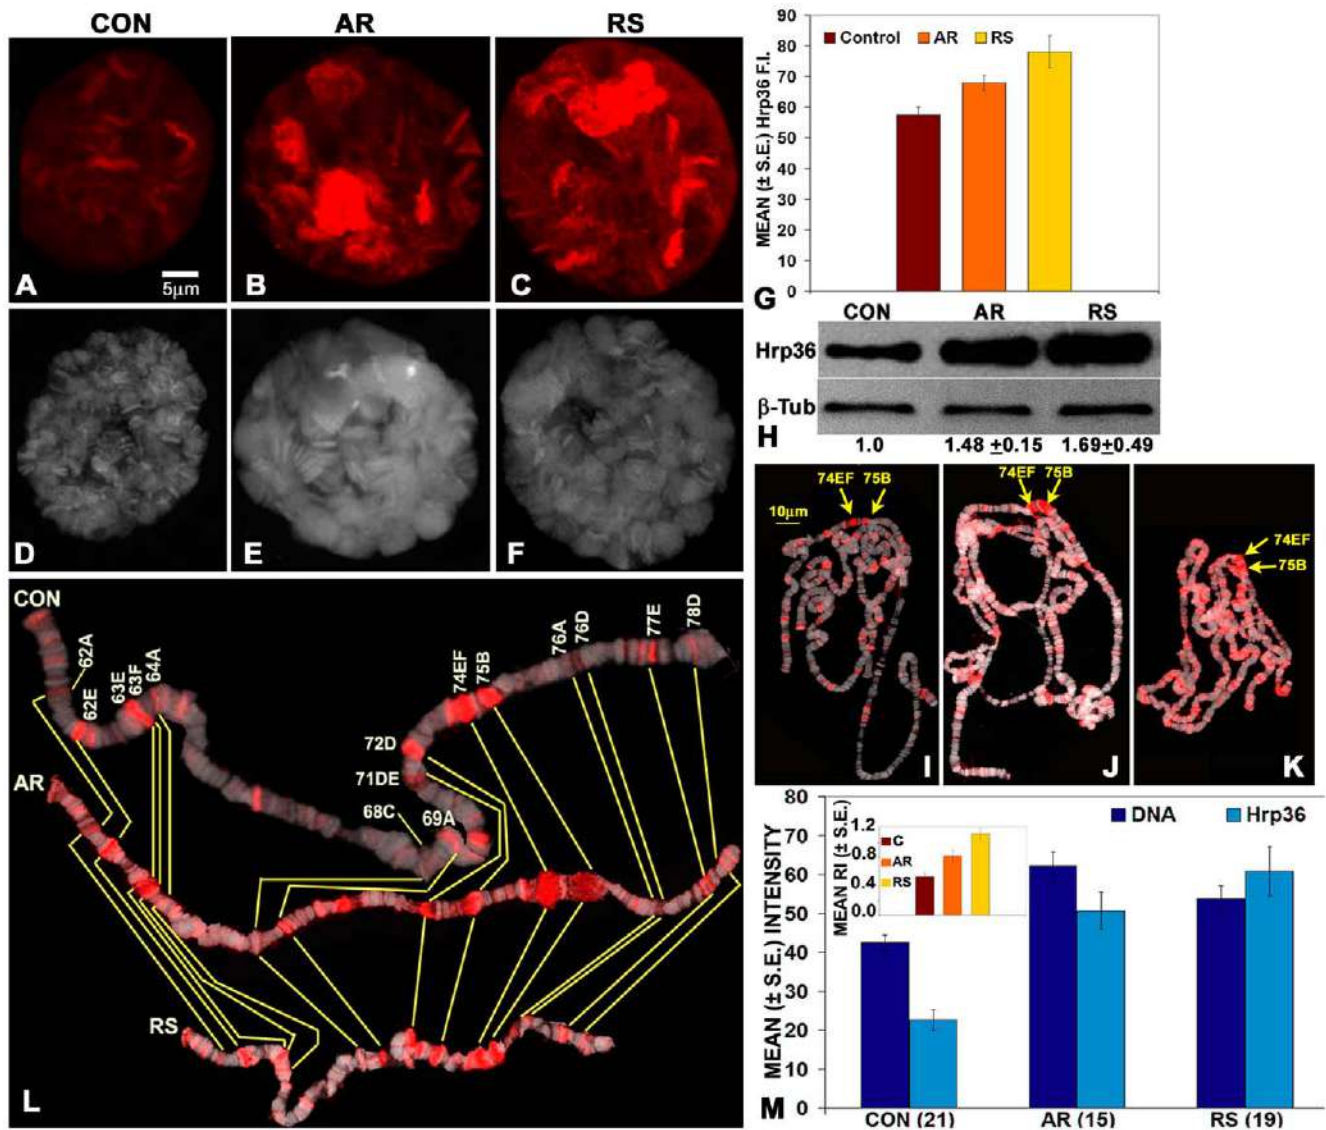 CON AR RS
A
5µm
B
C
D
E
F
90
80
70
60
50
40
30
20
10
0
MEAN (± S.E.) Hrp36 F.I.
Control AR RS
G
CON AR RS
Hrp36
β-Tub
H
1.0 1.48 ±0.15 1.69±0.49
74EF 75B
10µm
I
74EF 75B
J
74EF
75B
K
CON
62A
62E
63E
63F
64A
74EF
75B
76A
76D
77E
78D
72D
71DE
68C
69A
AR
RS
L
80
70
60
50
40
30
20
10
0
MEAN (± S.E.) INTENSITY
DNA Hrp36
MEAN RI (± S.E.)
1.2
0.8
0.4
0.0
C
AR
RS
CON (21) AR (15) RS (19)
M